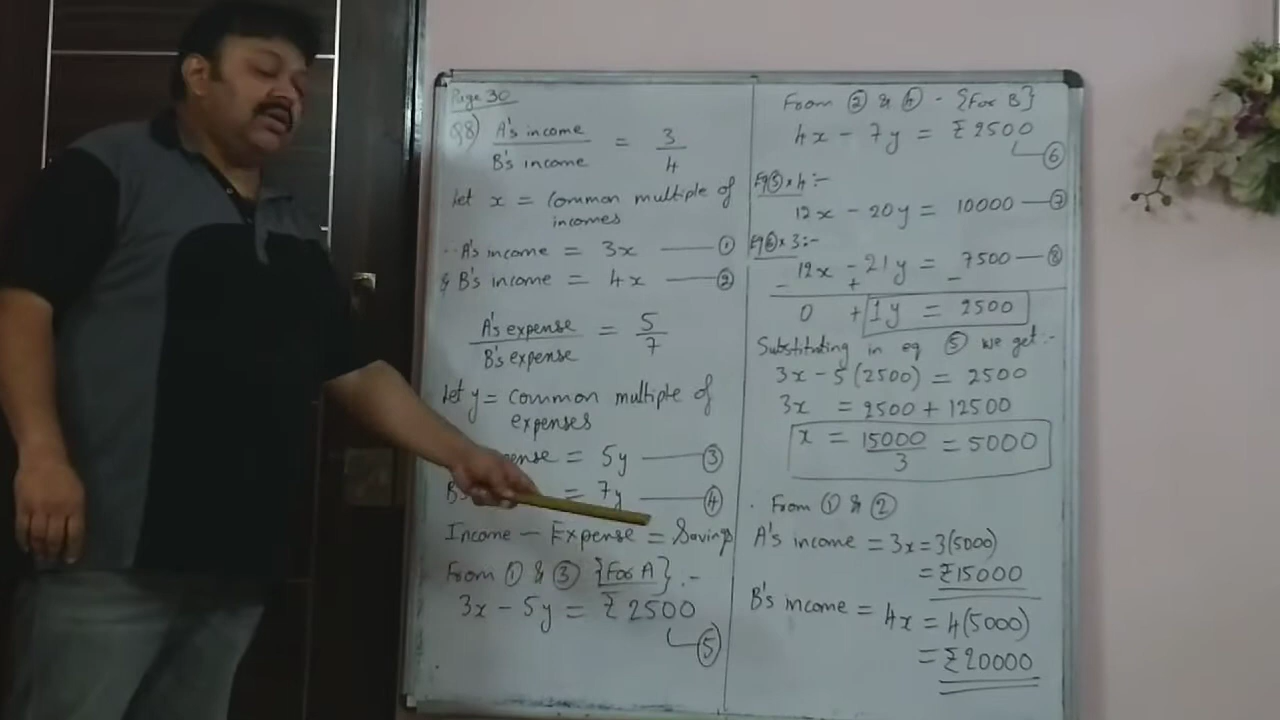 Page 30
Q8) A's income / B's income = 3/4
Let x = common multiple of
incomes
∴ A's income = 3x — ①
& B's income = 4x — ②
A's expense / B's expense = 5/7
Let y = common multiple of
expenses
= 5y — ③
= 7y — ④
Income − Expense = Savings
From ① & ③ {For A} :-
3x − 5y = ₹ 2500
⑤
From ② & ④ - {For B}
4x − 7y = ₹ 2500
⑥
Eq ⑤ x 4 :-
12x − 20y = 10000 — ⑦
Eq ⑥ x 3 :-
12x − 21y = 7500 — ⑧
− + −
0 + 1y = 2500
Substituting in eq ⑤ we get :-
3x − 5 (2500) = 2500
3x = 2500 + 12500
x = 15000/3 = 5000
From ① & ②
A's income = 3x = 3(5000)
= ₹15000
B's income = 4x = 4(5000)
= ₹20000